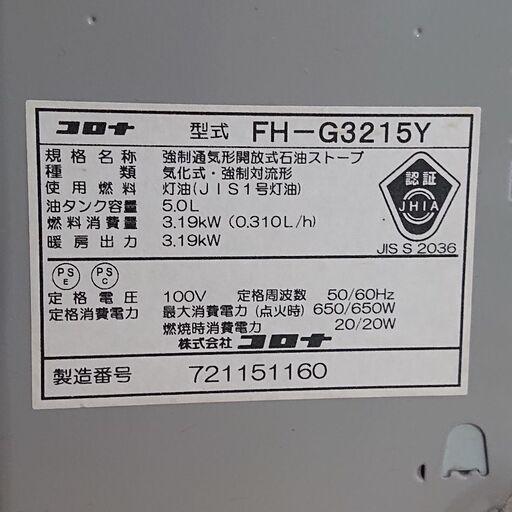 コロナ 型式 FH-G3215Y
規格名称 強制通気形開放式石油ストーブ
種類 気化式・強制対流形
使用燃料 灯油(JIS1号灯油)
油タンク容量 5.0L
燃料消費量 3.19kW (0.310L/h)
暖房出力 3.19kW
認証
JHIA
JIS S 2036
PS E PS C
定格電圧 100V 定格周波数 50/60Hz
定格消費電力 最大消費電力(点火時) 650/650W
燃焼時消費電力 20/20W
株式会社 コロナ
製造番号 721151160